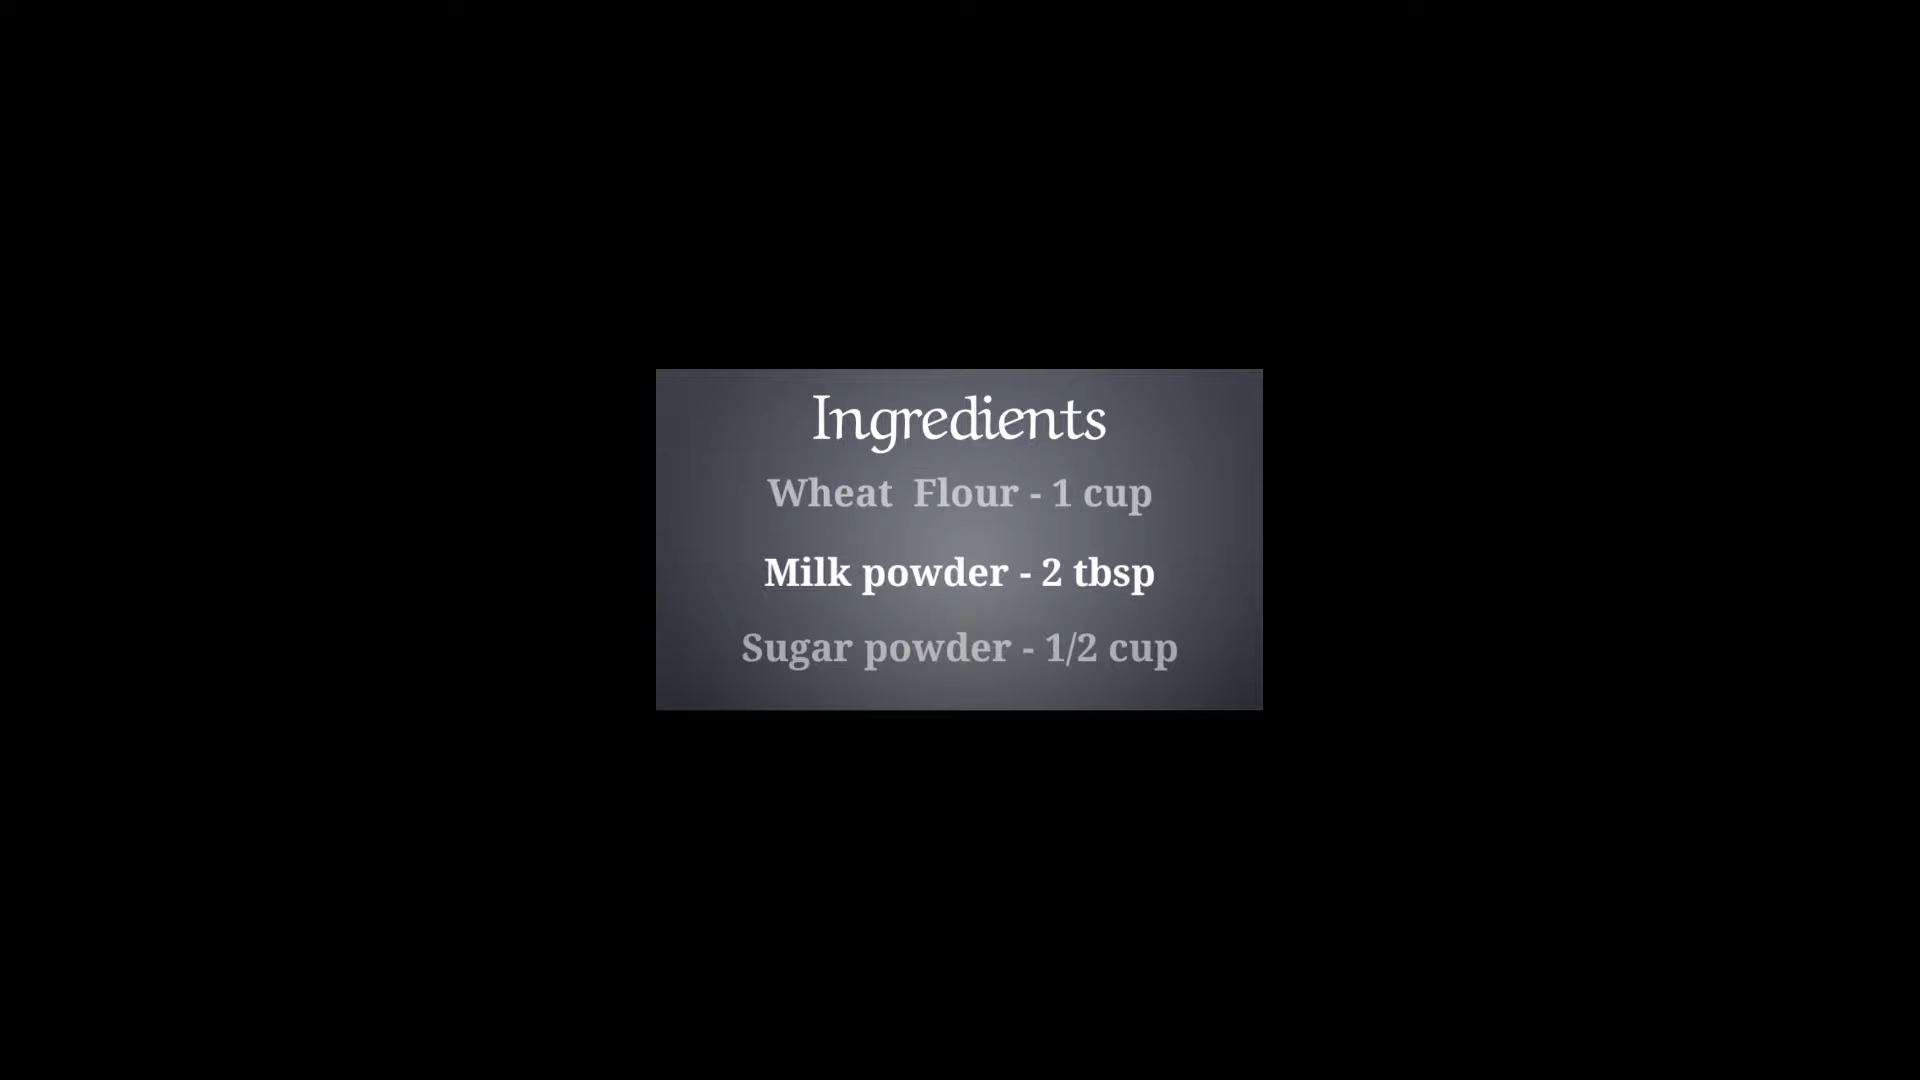 Ingredients
Wheat  Flour - 1 cup
Milk powder - 2 tbsp
Sugar powder - 1/2 cup